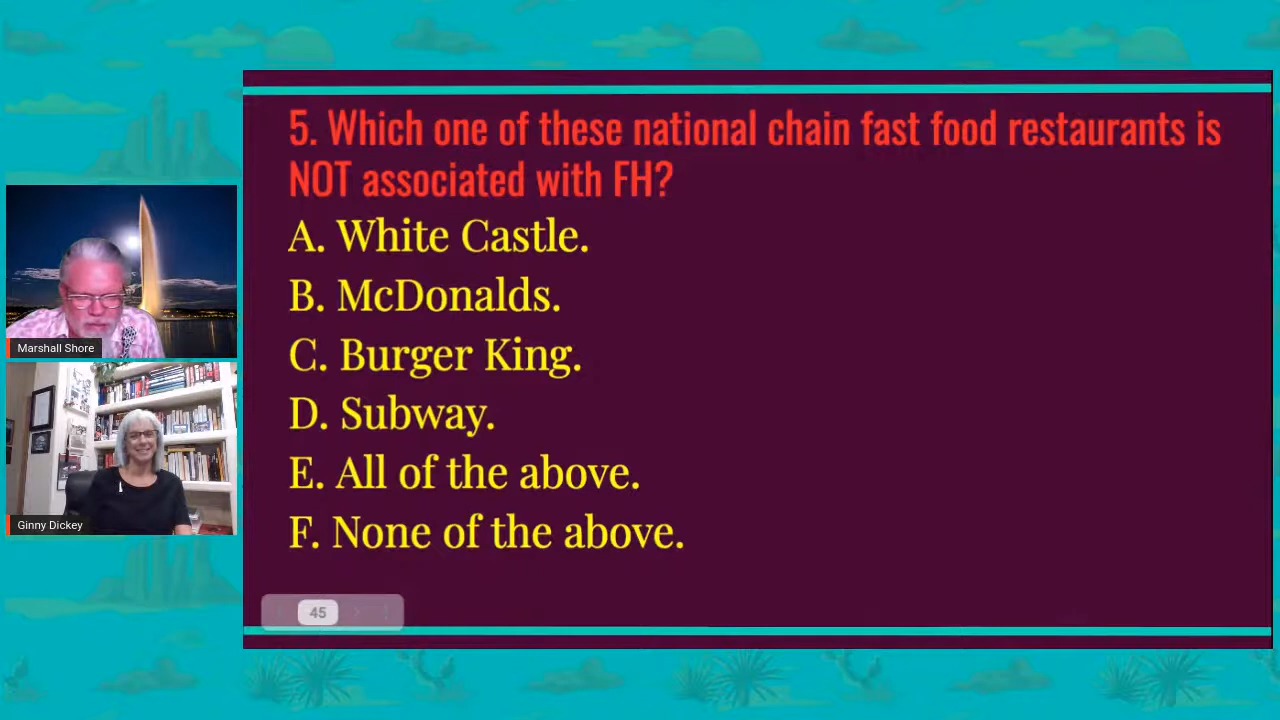 5. Which one of these national chain fast food restaurants is
NOT associated with FH?
A. White Castle.
B. McDonalds.
C. Burger King.
D. Subway.
E. All of the above.
F. None of the above.
45
Marshall Shore
Ginny Dickey